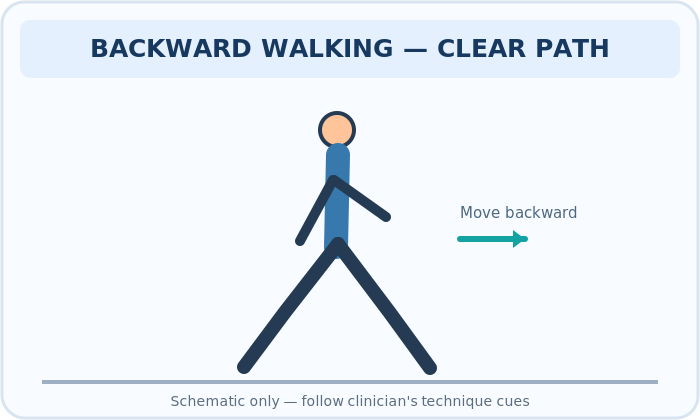 BACKWARD WALKING — CLEAR PATH
Move backward
Schematic only — follow clinician's technique cues